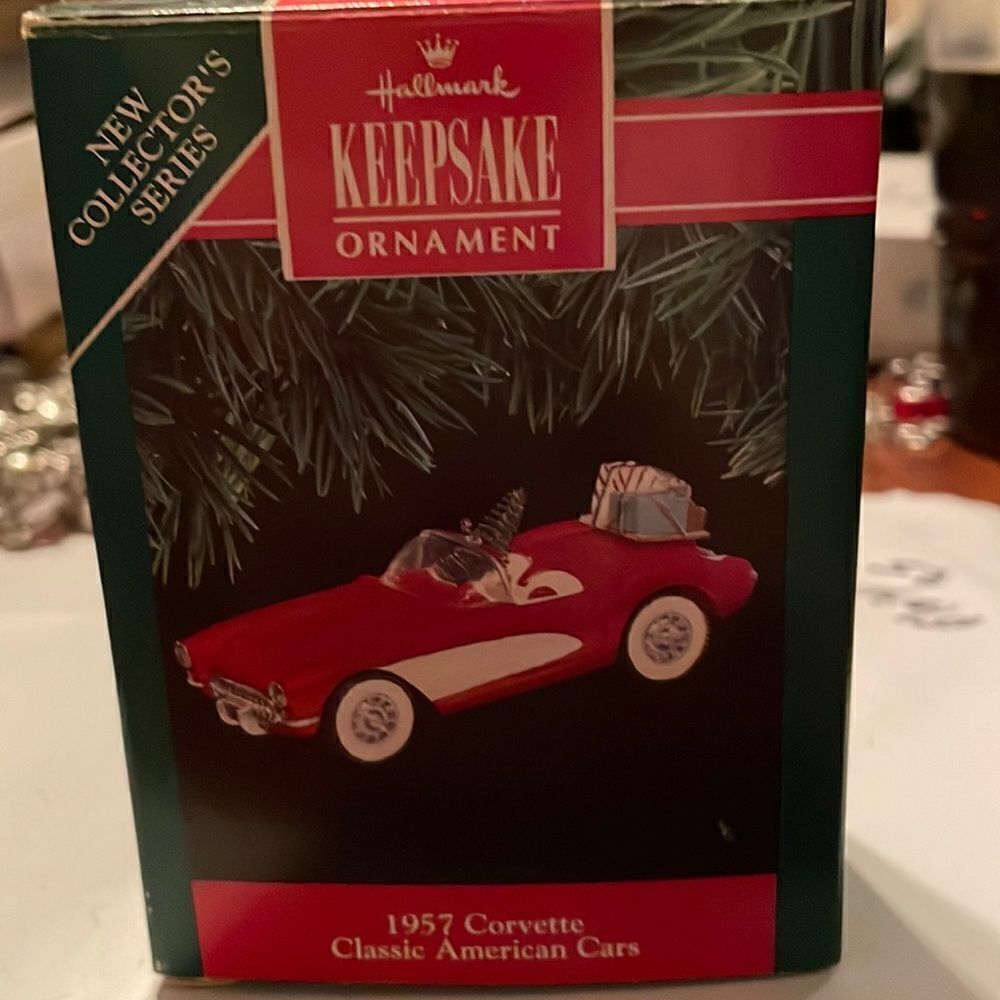 NEW
COLLECTOR'S
SERIES
Hallmark
KEEPSAKE
ORNAMENT
1957 Corvette
Classic American Cars